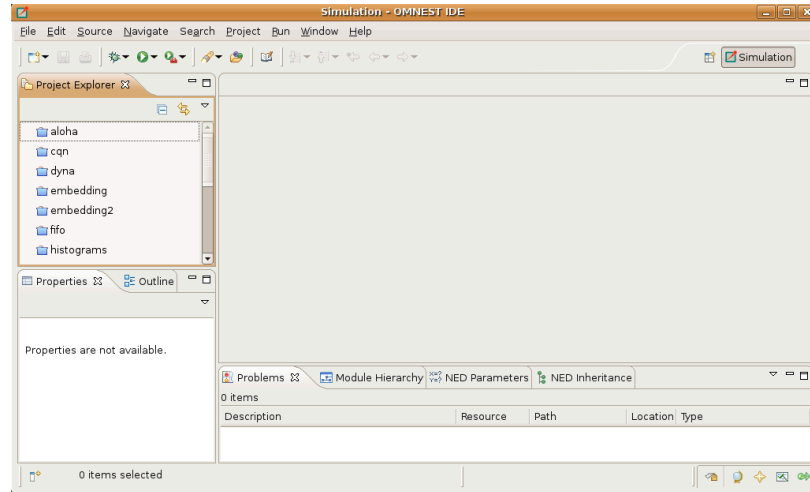 Simulation - OMNEST IDE
File Edit Source Navigate Search Project Run Window Help
Simulation
Project Explorer
aloha
cqn
dyna
embedding
embedding2
fifo
histograms
Properties Outline
Properties are not available.
Problems Module Hierarchy NED Parameters NED Inheritance
0 items
Description Resource Path Location Type
0 items selected